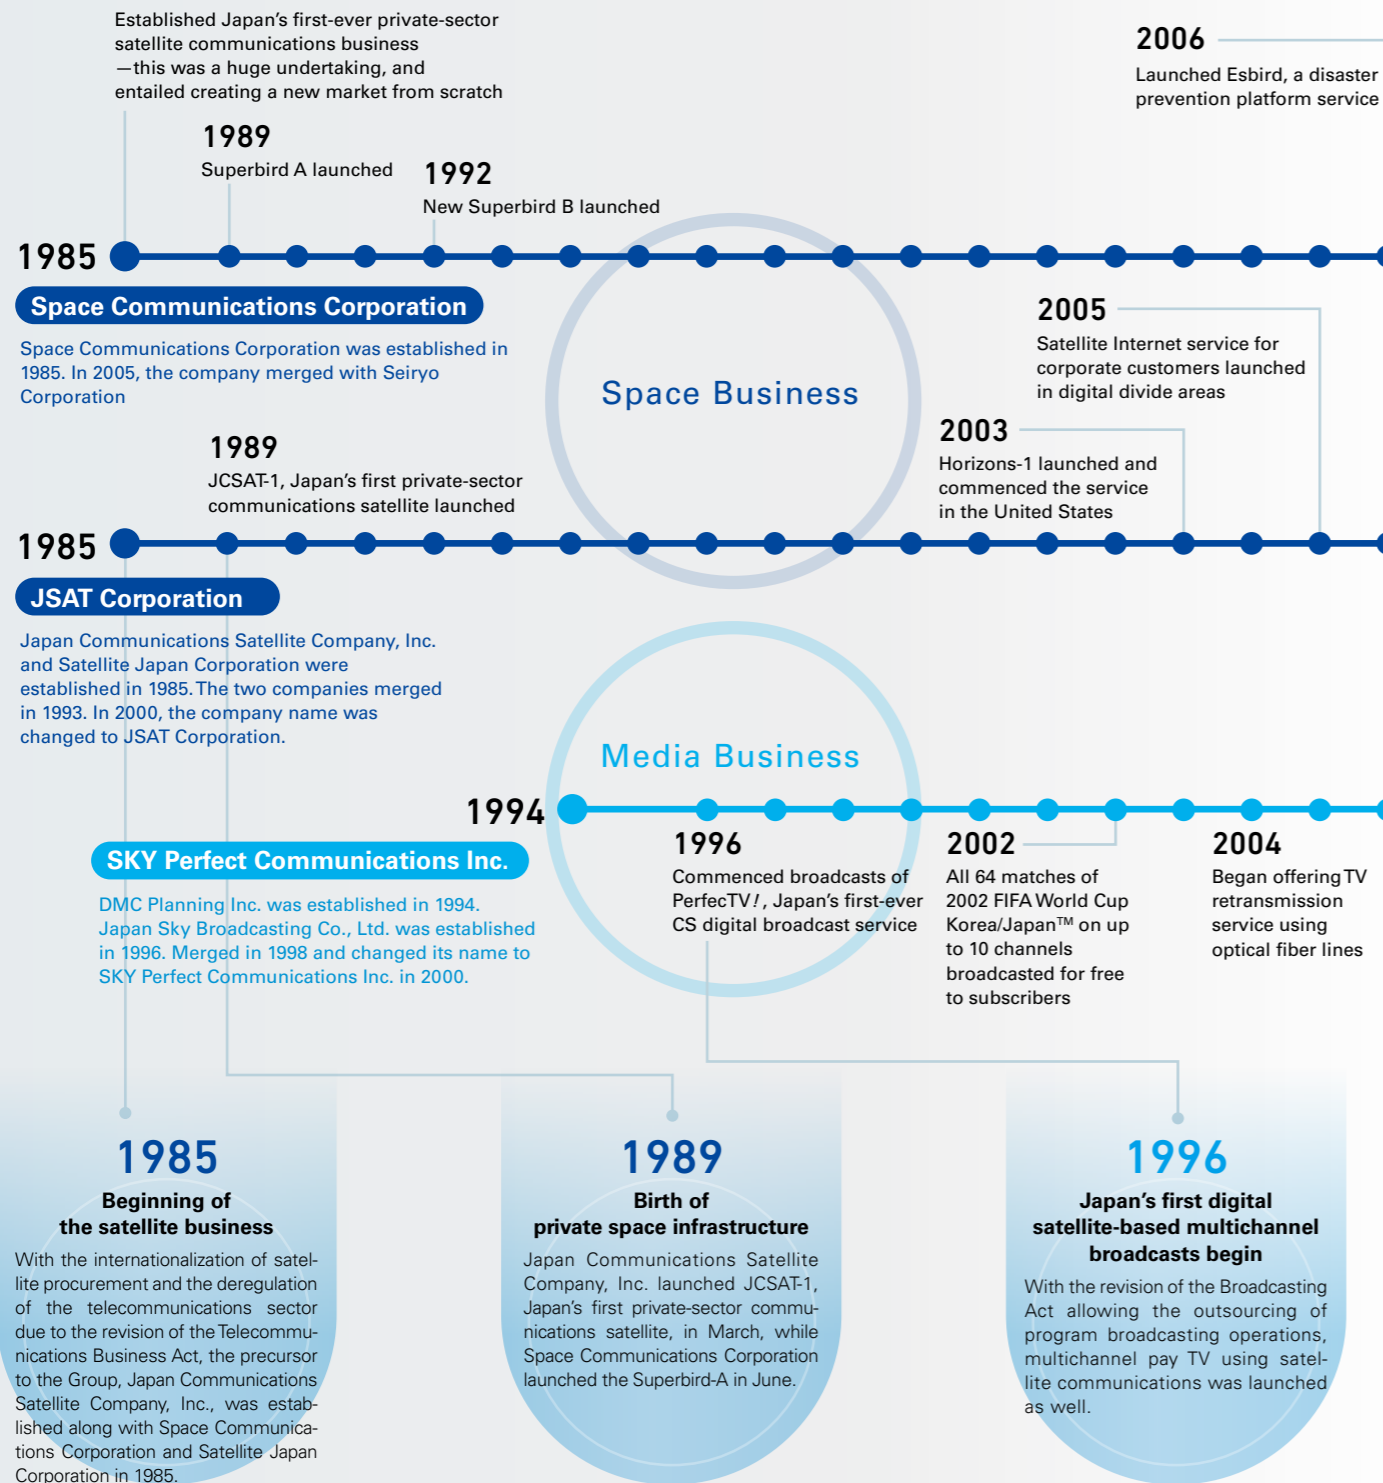 Established Japan's first-ever private-sector
satellite communications business
—this was a huge undertaking, and
entailed creating a new market from scratch
2006
Launched Esbird, a disaster
prevention platform service
1989
Superbird A launched
1992
New Superbird B launched
1985
Space Communications Corporation
Space Communications Corporation was established in
1985. In 2005, the company merged with Seiryo
Corporation
Space Business
2005
Satellite Internet service for
corporate customers launched
in digital divide areas
2003
Horizons-1 launched and
commenced the service
in the United States
1989
JCSAT-1, Japan's first private-sector
communications satellite launched
1985
JSAT Corporation
Japan Communications Satellite Company, Inc.
and Satellite Japan Corporation were
established in 1985. The two companies merged
in 1993. In 2000, the company name was
changed to JSAT Corporation.
Media Business
1994
SKY Perfect Communications Inc.
DMC Planning Inc. was established in 1994.
Japan Sky Broadcasting Co., Ltd. was established
in 1996. Merged in 1998 and changed its name to
SKY Perfect Communications Inc. in 2000.
1996
Commenced broadcasts of
PerfecTV!, Japan's first-ever
CS digital broadcast service
2002
All 64 matches of
2002 FIFA World Cup
Korea/Japan™ on up
to 10 channels
broadcasted for free
to subscribers
2004
Began offering TV
retransmission
service using
optical fiber lines
1985
Beginning of
the satellite business
With the internationalization of satel-
lite procurement and the deregulation
of the telecommunications sector
due to the revision of the Telecommu-
nications Business Act, the precursor
to the Group, Japan Communications
Satellite Company, Inc., was estab-
lished along with Space Communica-
tions Corporation and Satellite Japan
Corporation in 1985.
1989
Birth of
private space infrastructure
Japan Communications Satellite
Company, Inc. launched JCSAT-1,
Japan's first private-sector commu-
nications satellite, in March, while
Space Communications Corporation
launched the Superbird-A in June.
1996
Japan's first digital
satellite-based multichannel
broadcasts begin
With the revision of the Broadcasting
Act allowing the outsourcing of
program broadcasting operations,
multichannel pay TV using satel-
lite communications was launched
as well.